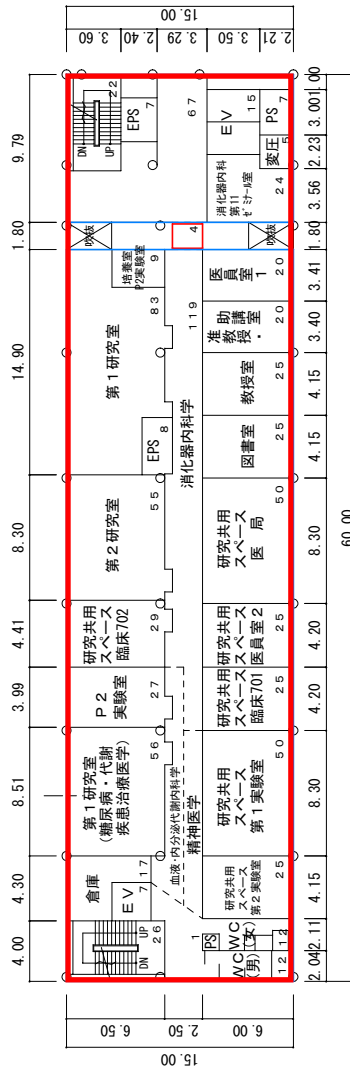 15.00
3.60
2.40
3.29
3.50
2.21
9.79
1.80
14.90
8.30
4.41
3.99
8.51
4.30
4.00
DN
UP
22
EPS
7
67
EV
15
PS
7
変圧
5
消化器内科
第11
ゼミナール室
24
吹抜
4
吹抜
培養室
P2実験室
9
第1研究室
83
119
消化器内科学
医員室
1
20
准教授・
助講室
20
教授室
25
図書室
25
EPS
8
第2研究室
55
研究共用
スペース
医局
50
研究共用
スペース
臨床702
29
研究共用
スペース
医員室2
25
P2
実験室
27
研究共用
スペース
臨床701
25
第1研究室
(糖尿病・代謝
疾患治療医学)
56
血液・内分泌代謝内科学
精神医学
研究共用
スペース
第1実験室
50
倉庫
17
EV
7
研究共用
スペース
第2実験室
25
UP
DN
26
1
PS
WC
(女)
12
WC
(男)
12
1.00
3.00
2.23
3.56
1.80
3.41
3.40
4.15
4.15
8.30
4.20
4.20
8.30
4.15
2.11
2.04
60.00
6.50
2.50
6.00
15.00